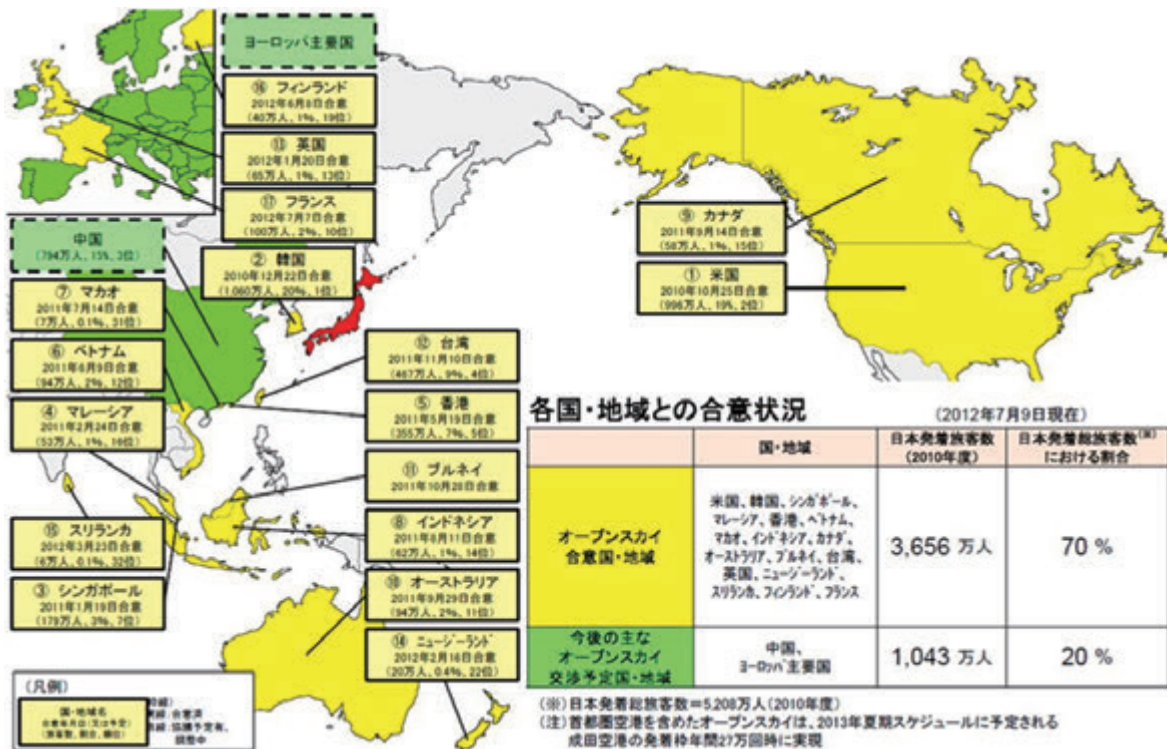 ヨーロッパ主要国
⑯ フィンランド
2012年6月8日合意
(40万人、1%、19位)
⑬ 英国
2012年1月20日合意
(65万人、1%、13位)
⑰ フランス
2012年7月7日合意
(100万人、2%、10位)
中国
(794万人、15%、3位)
② 韓国
2010年12月22日合意
(1,060万人、20%、1位)
⑦ マカオ
2011年7月14日合意
(7万人、0.1%、31位)
⑥ ベトナム
2011年6月9日合意
(94万人、2%、12位)
④ マレーシア
2011年2月24日合意
(53万人、1%、16位)
⑮ スリランカ
2012年3月23日合意
(6万人、0.1%、32位)
③ シンガポール
2011年1月19日合意
(179万人、3%、7位)
⑫ 台湾
2011年11月10日合意
(467万人、9%、4位)
⑤ 香港
2011年5月19日合意
(355万人、7%、5位)
⑪ ブルネイ
2011年10月28日合意
⑧ インドネシア
2011年8月11日合意
(62万人、1%、14位)
⑩ オーストラリア
2011年9月29日合意
(94万人、2%、11位)
⑭ ニュージーランド
2012年2月16日合意
(20万人、0.4%、22位)
⑨ カナダ
2011年9月14日合意
(58万人、1%、15位)
① 米国
2010年10月25日合意
(996万人、19%、2位)
(凡例)
国・地域名
合意年月日(又は予定)
(旅客数、割合、順位)
線)
線:合意済
線:協議予定有、
調整中
各国・地域との合意状況
(2012年7月9日現在)
国・地域
日本発着旅客数
(2010年度)
日本発着総旅客数(※)
における割合
オープンスカイ
合意国・地域
米国、韓国、シンガポール、
マレーシア、香港、ベトナム、
マカオ、インドネシア、カナダ、
オーストラリア、ブルネイ、台湾、
英国、ニュージーランド、
スリランカ、フィンランド、フランス
3,656 万人
70 %
今後の主な
オープンスカイ
交渉予定国・地域
中国、
ヨーロッパ主要国
1,043 万人
20 %
(※)日本発着総旅客数=5,208万人(2010年度)
(注)首都圏空港を含めたオープンスカイは、2013年夏期スケジュールに予定される
成田空港の発着枠年間27万回時に実現